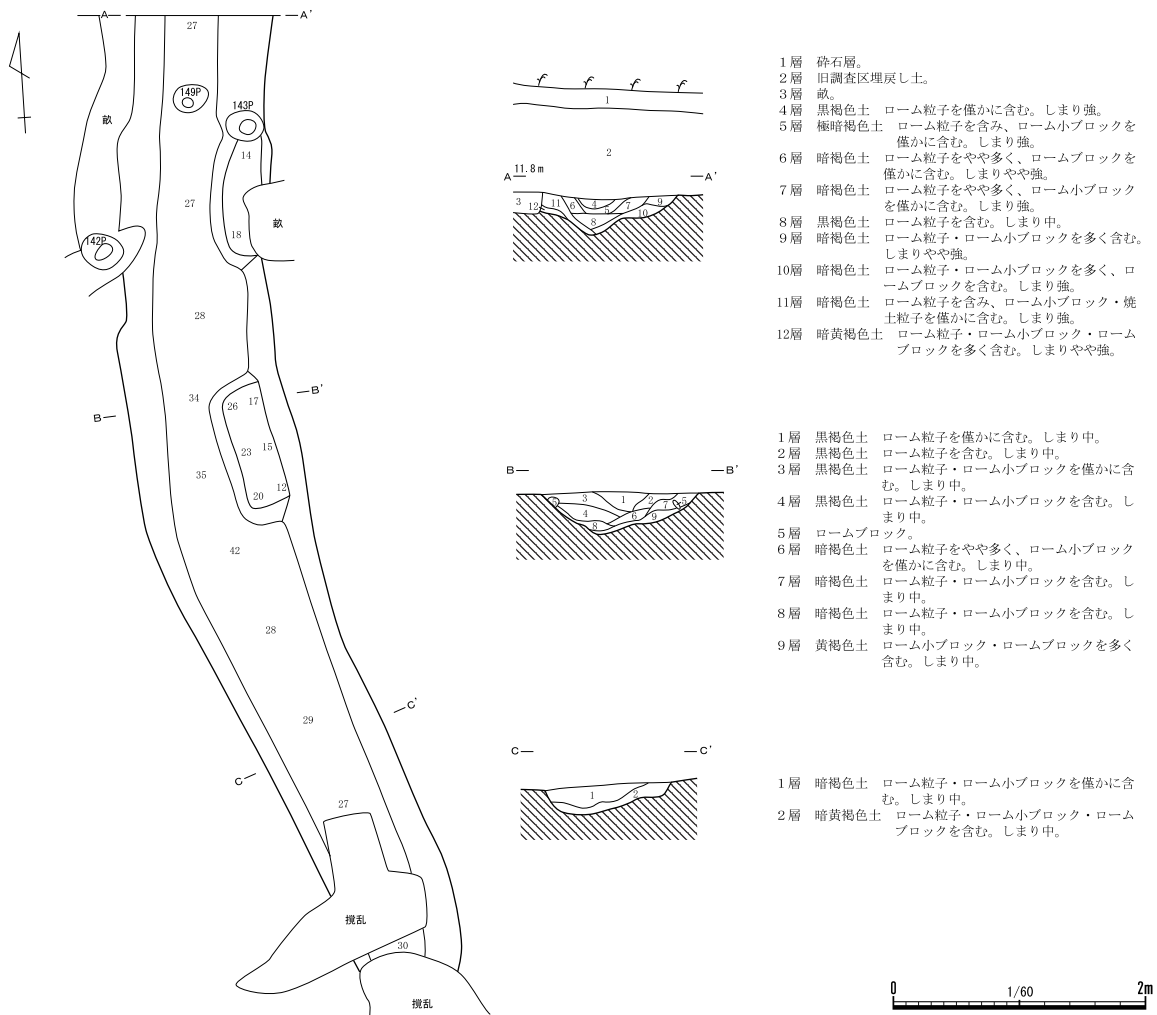 A A'
27
149P
143P
畝
14
27
畝
18
142P
28
B B'
34
26 17
23 15
35
20 12
42
28
29
C C'
27
撹乱
30
撹乱
1
2
11.8m
A A'
3 12 11 6 4 5 7 9 8 10
B B'
5 3 1 2 7 5 4 6 9 8
C C'
1 2
1層 砕石層。
2層 旧調査区埋戻し土。
3層 畝。
4層 黒褐色土 ローム粒子を僅かに含む。しまり強。
5層 極暗褐色土 ローム粒子を含み、ローム小ブロックを
僅かに含む。しまり強。
6層 暗褐色土 ローム粒子をやや多く、ロームブロックを
僅かに含む。しまりやや強。
7層 暗褐色土 ローム粒子をやや多く、ローム小ブロック
を僅かに含む。しまり強。
8層 黒褐色土 ローム粒子を含む。しまり中。
9層 暗褐色土 ローム粒子・ローム小ブロックを多く含む。
しまりやや強。
10層 暗褐色土 ローム粒子・ローム小ブロックを多く、ロ
ームブロックを含む。しまり強。
11層 暗褐色土 ローム粒子を含み、ローム小ブロック・焼
土粒子を僅かに含む。しまり強。
12層 暗黄褐色土 ローム粒子・ローム小ブロック・ローム
ブロックを多く含む。しまりやや強。
1層 黒褐色土 ローム粒子を僅かに含む。しまり中。
2層 黒褐色土 ローム粒子を含む。しまり中。
3層 黒褐色土 ローム粒子・ローム小ブロックを僅かに含
む。しまり中。
4層 黒褐色土 ローム粒子・ローム小ブロックを含む。し
まり中。
5層 ロームブロック。
6層 暗褐色土 ローム粒子をやや多く、ローム小ブロック
を僅かに含む。しまり中。
7層 暗褐色土 ローム粒子・ローム小ブロックを含む。し
まり中。
8層 暗褐色土 ローム粒子・ローム小ブロックを含む。し
まり中。
9層 黄褐色土 ローム小ブロック・ロームブロックを多く
含む。しまり中。
1層 暗褐色土 ローム粒子・ローム小ブロックを僅かに含
む。しまり中。
2層 暗黄褐色土 ローム粒子・ローム小ブロック・ローム
ブロックを含む。しまり中。
0 1/60 2m